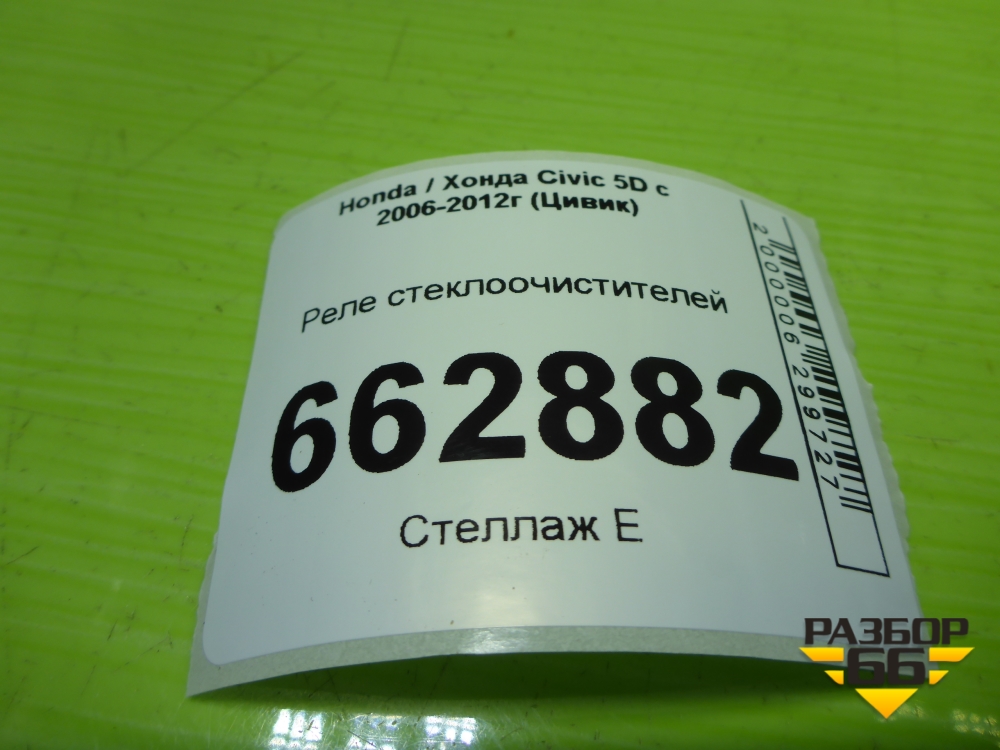 Honda / Хонда Civic 5D с
2006-2012г (Цивик)
Реле стеклоочистителей
662882
Стеллаж Е
2000006299727
РАЗБОР
66